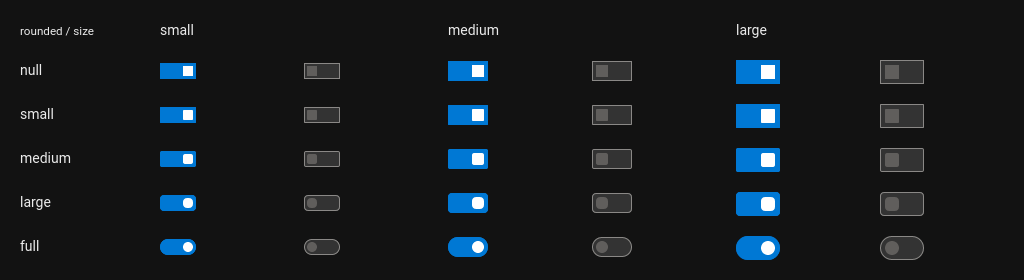 rounded / size small medium large
null
small
medium
large
full